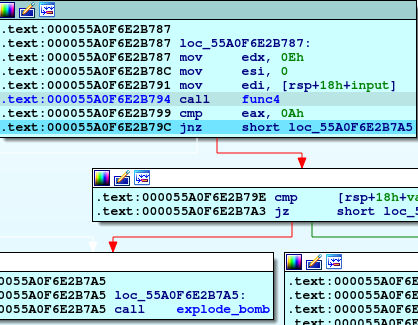 .text:000055A0F6E2B787
.text:000055A0F6E2B787 loc_55A0F6E2B787:
.text:000055A0F6E2B787 mov edx, 0Eh
.text:000055A0F6E2B78C mov esi, 0
.text:000055A0F6E2B791 mov edi, [rsp+18h+input]
.text:000055A0F6E2B794 call func4
.text:000055A0F6E2B799 cmp eax, 0Ah
.text:000055A0F6E2B79C jnz short loc_55A0F6E2B7A5
.text:000055A0F6E2B79E cmp [rsp+18h+va
.text:000055A0F6E2B7A3 jz short loc_5
0055A0F6E2B7A5
0055A0F6E2B7A5 loc_55A0F6E2B7A5:
0055A0F6E2B7A5 call explode_bomb
.text:000055A0F
.text:000055A0F
.text:000055A0F